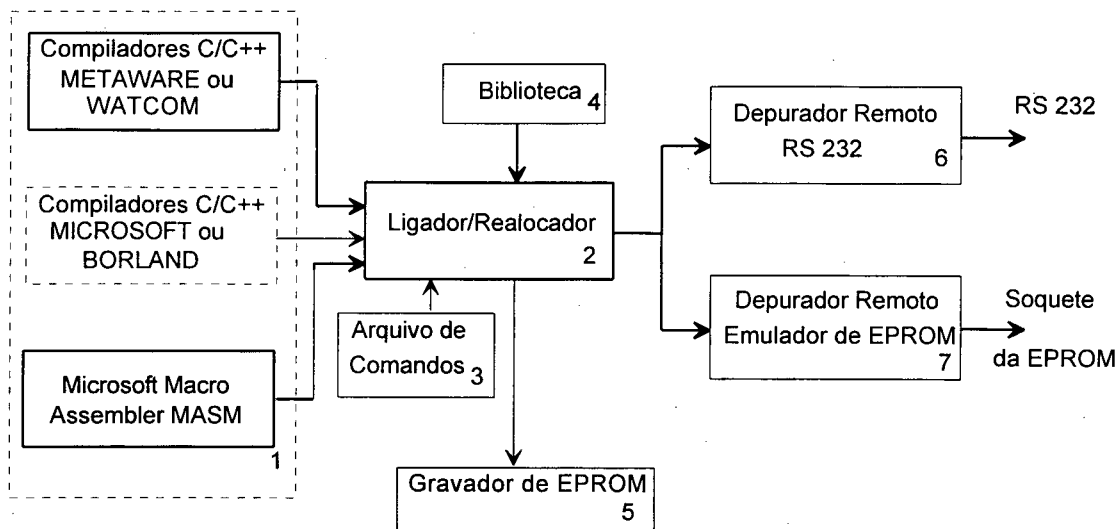 Compiladores C/C++
METAWARE ou
WATCOM
Compiladores C/C++
MICROSOFT ou
BORLAND
Microsoft Macro
Assembler MASM
1
Biblioteca 4
Ligador/Realocador
2
Arquivo de
Comandos 3
Gravador de EPROM
5
Depurador Remoto
RS 232 6
RS 232
Depurador Remoto
Emulador de EPROM
7
Soquete
da EPROM